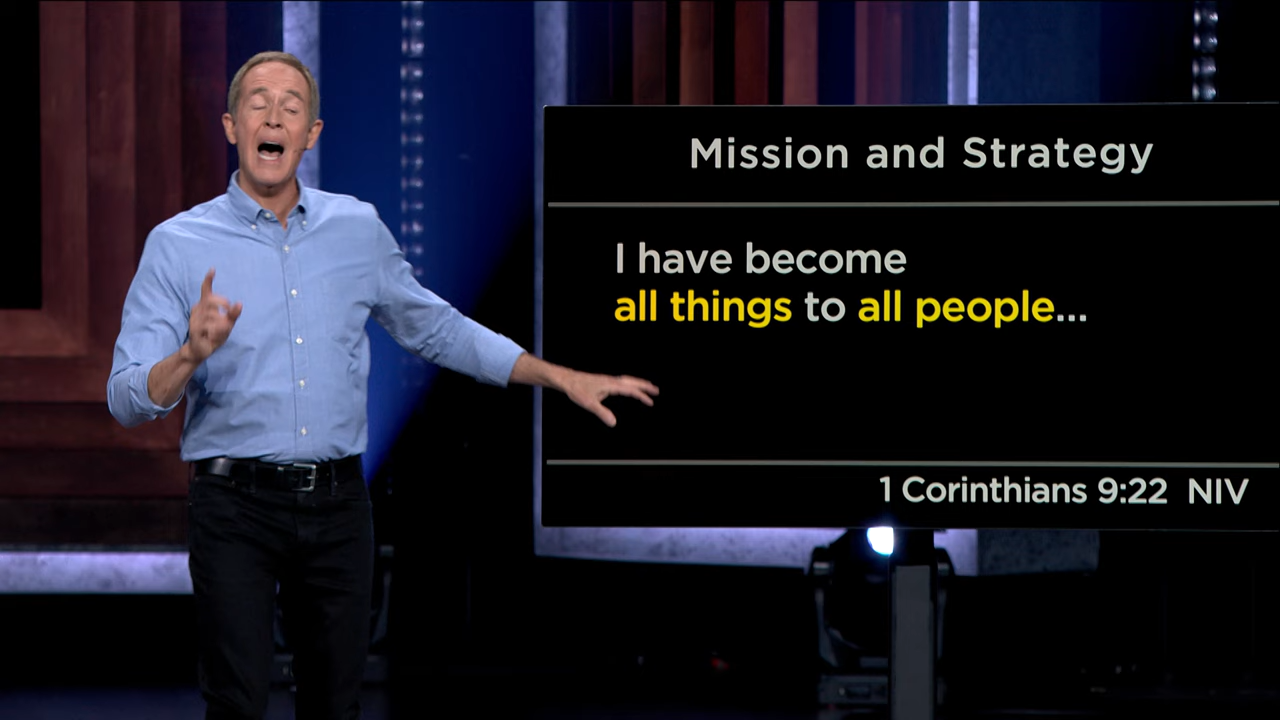 Mission and Strategy
I have become
all things to all people...
1 Corinthians 9:22 NIV